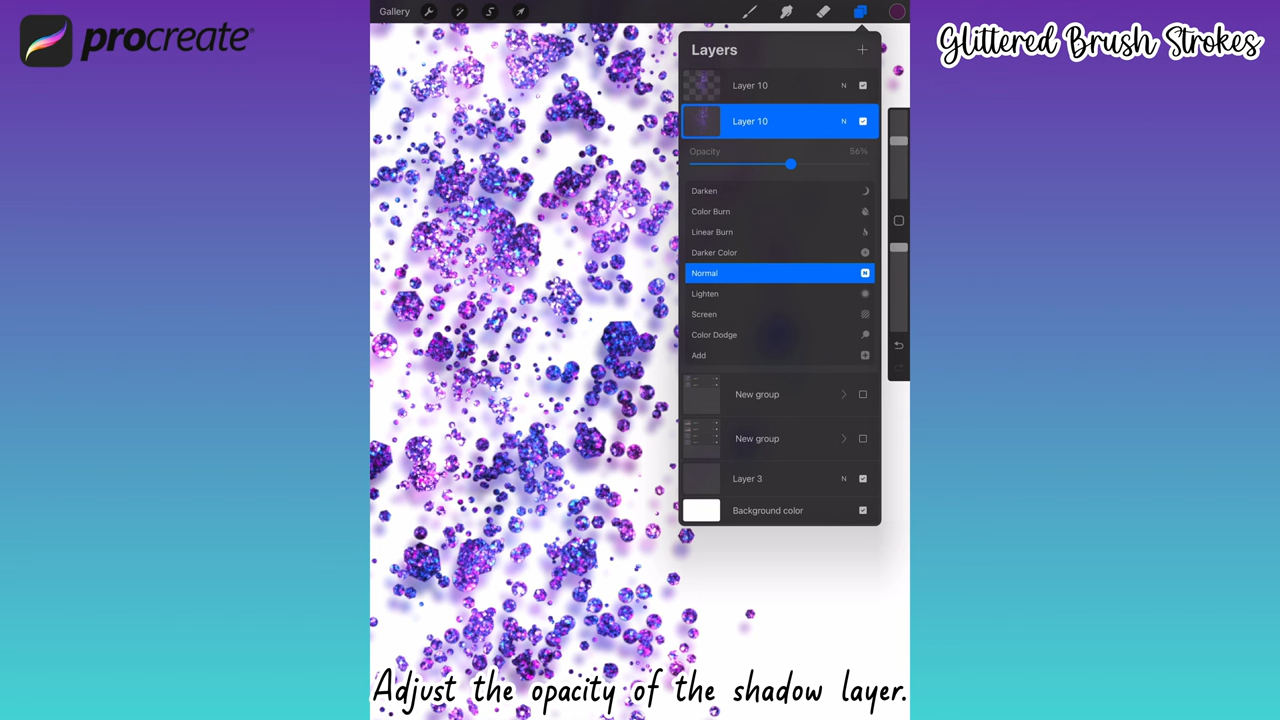 procreate®
Glittered Brush Strokes
Gallery
Layers
Layer 10 N
Layer 10 N
Opacity 56%
Darken
Color Burn
Linear Burn
Darker Color
Normal N
Lighten
Screen
Color Dodge
Add
New group
New group
Layer 3 N
Background color
Adjust the opacity of the shadow layer.